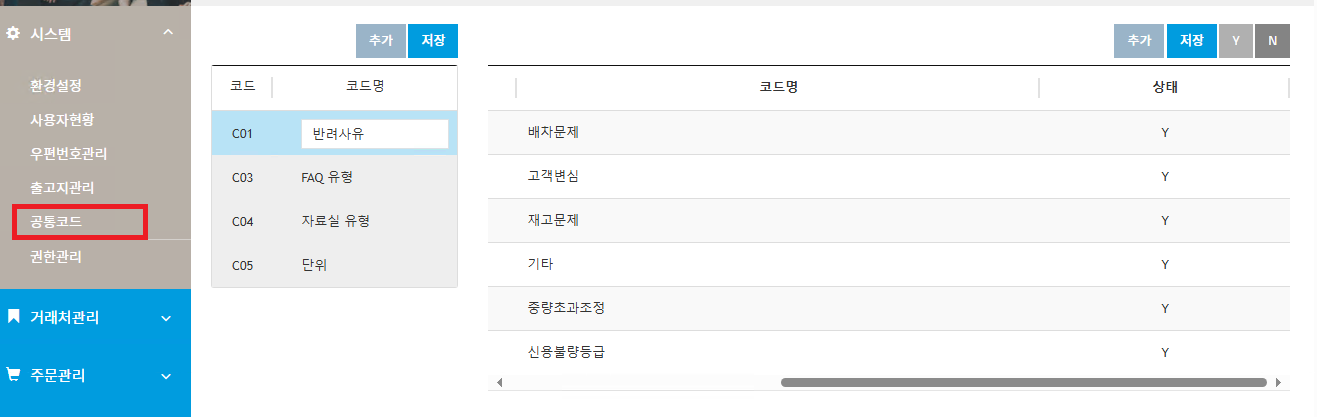 시스템
환경설정
사용자현황
우편번호관리
출고지관리
공통코드
권한관리
거래처관리
주문관리
추가 저장
코드 코드명
C01 반려사유
C03 FAQ 유형
C04 자료실 유형
C05 단위
추가 저장 Y N
코드명 상태
배차문제 Y
고객변심 Y
재고문제 Y
기타 Y
중량초과조정 Y
신용불량등급 Y